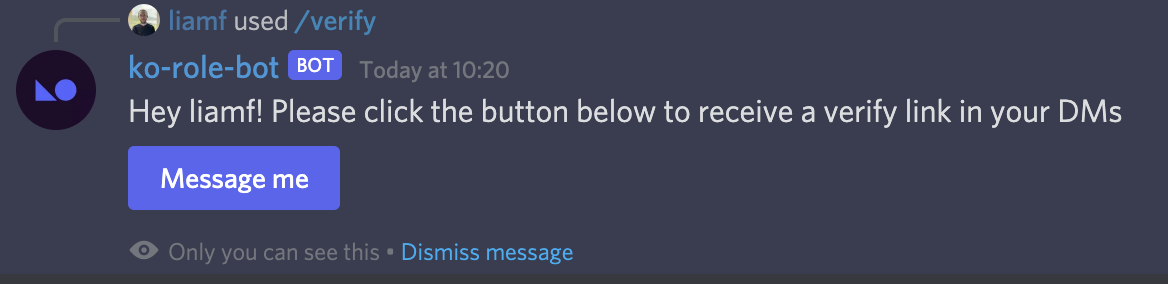 liamf used /verify
ko-role-bot BOT Today at 10:20
Hey liamf! Please click the button below to receive a verify link in your DMs
Message me
Only you can see this • Dismiss message